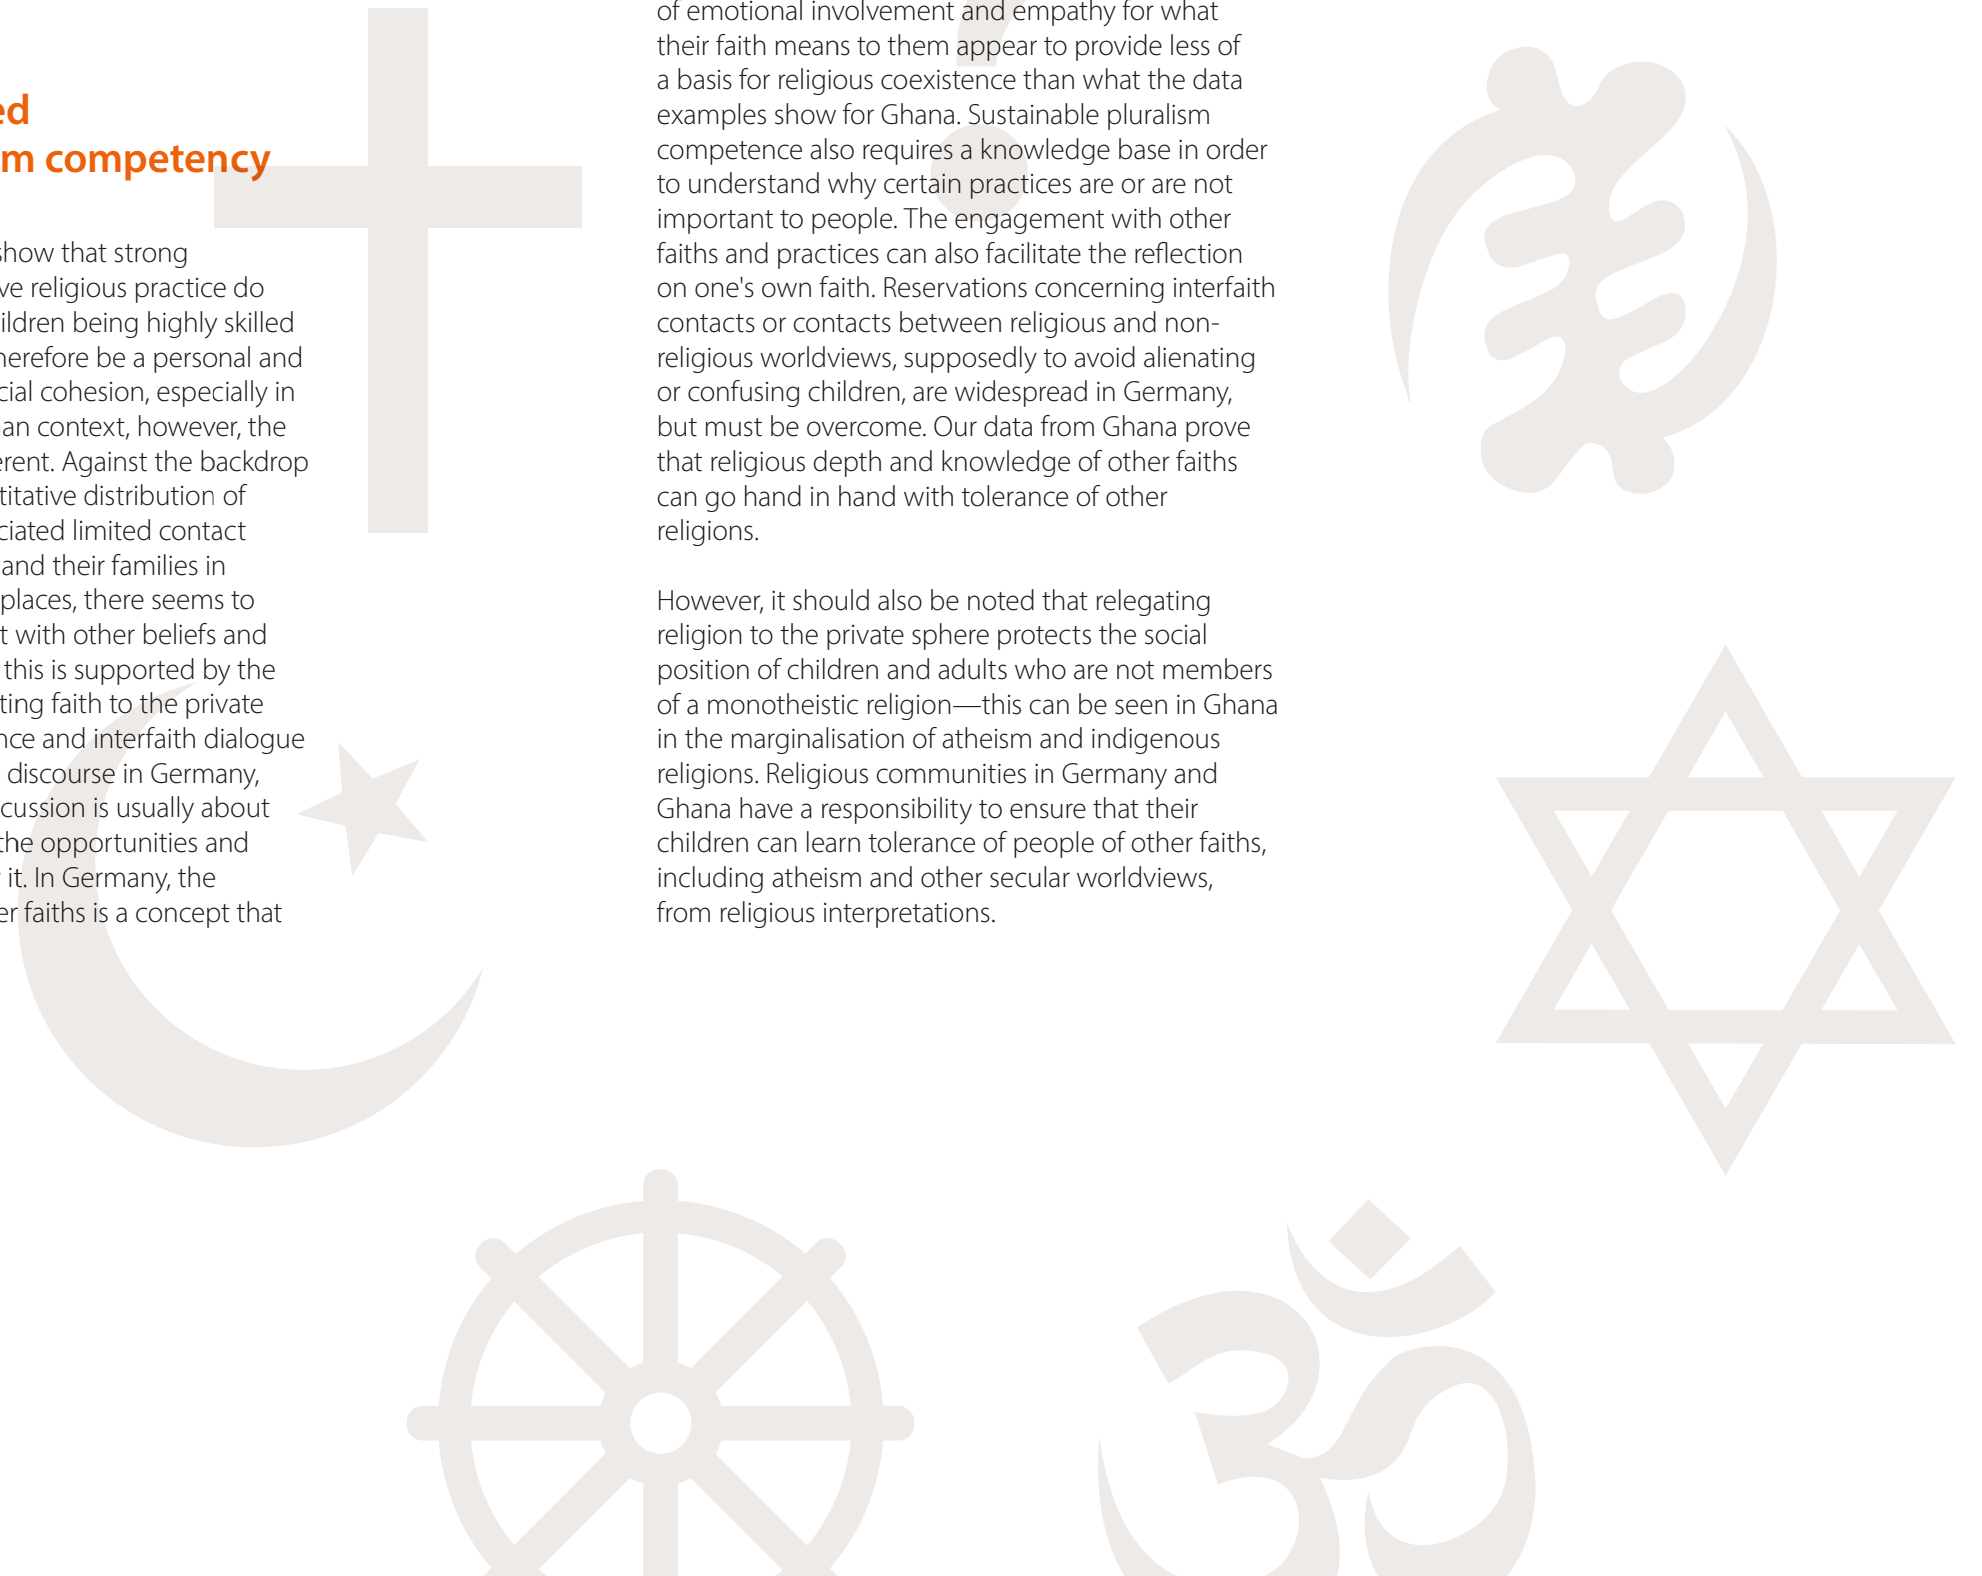 ed
m competency
show that strong
ve religious practice do
ildren being highly skilled
herefore be a personal and
cial cohesion, especially in
an context, however, the
erent. Against the backdrop
titative distribution of
ciated limited contact
and their families in
places, there seems to
t with other beliefs and
this is supported by the
ting faith to the private
nce and interfaith dialogue
discourse in Germany,
cussion is usually about
the opportunities and
it. In Germany, the
er faiths is a concept that
of emotional involvement and empathy for what
their faith means to them appear to provide less of
a basis for religious coexistence than what the data
examples show for Ghana. Sustainable pluralism
competence also requires a knowledge base in order
to understand why certain practices are or are not
important to people. The engagement with other
faiths and practices can also facilitate the reflection
on one's own faith. Reservations concerning interfaith
contacts or contacts between religious and non-
religious worldviews, supposedly to avoid alienating
or confusing children, are widespread in Germany,
but must be overcome. Our data from Ghana prove
that religious depth and knowledge of other faiths
can go hand in hand with tolerance of other
religions.
However, it should also be noted that relegating
religion to the private sphere protects the social
position of children and adults who are not members
of a monotheistic religion—this can be seen in Ghana
in the marginalisation of atheism and indigenous
religions. Religious communities in Germany and
Ghana have a responsibility to ensure that their
children can learn tolerance of people of other faiths,
including atheism and other secular worldviews,
from religious interpretations.